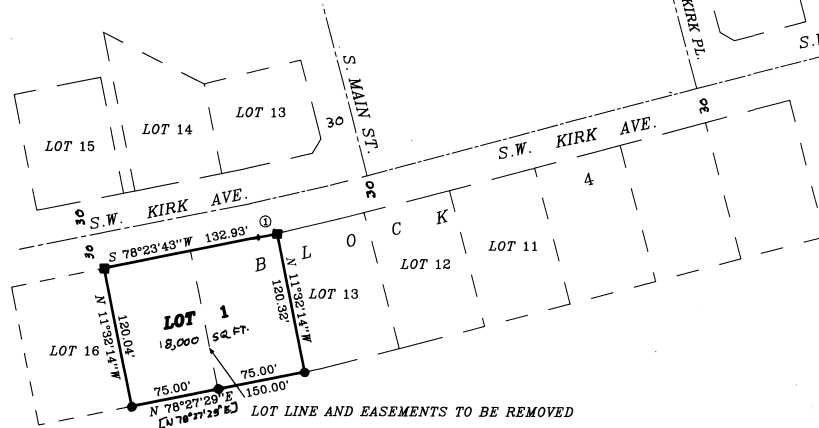 KIRK PL.
S.W
S. MAIN ST.
LOT 15
LOT 14
LOT 13
30
30
S.W. KIRK AVE.
30
30
S.W. KIRK AVE.
30
S 78°23'43"W 132.93'
1
B L O C K 4
N 11°32'14"W
120.04'
LOT 1
18,000 SQ.FT.
N 11°32'14"W
120.32'
LOT 13
LOT 12
LOT 11
LOT 16
75.00'
75.00'
N 78°27'29"E 150.00'
[N 78°27'29"E]
LOT LINE AND EASEMENTS TO BE REMOVED